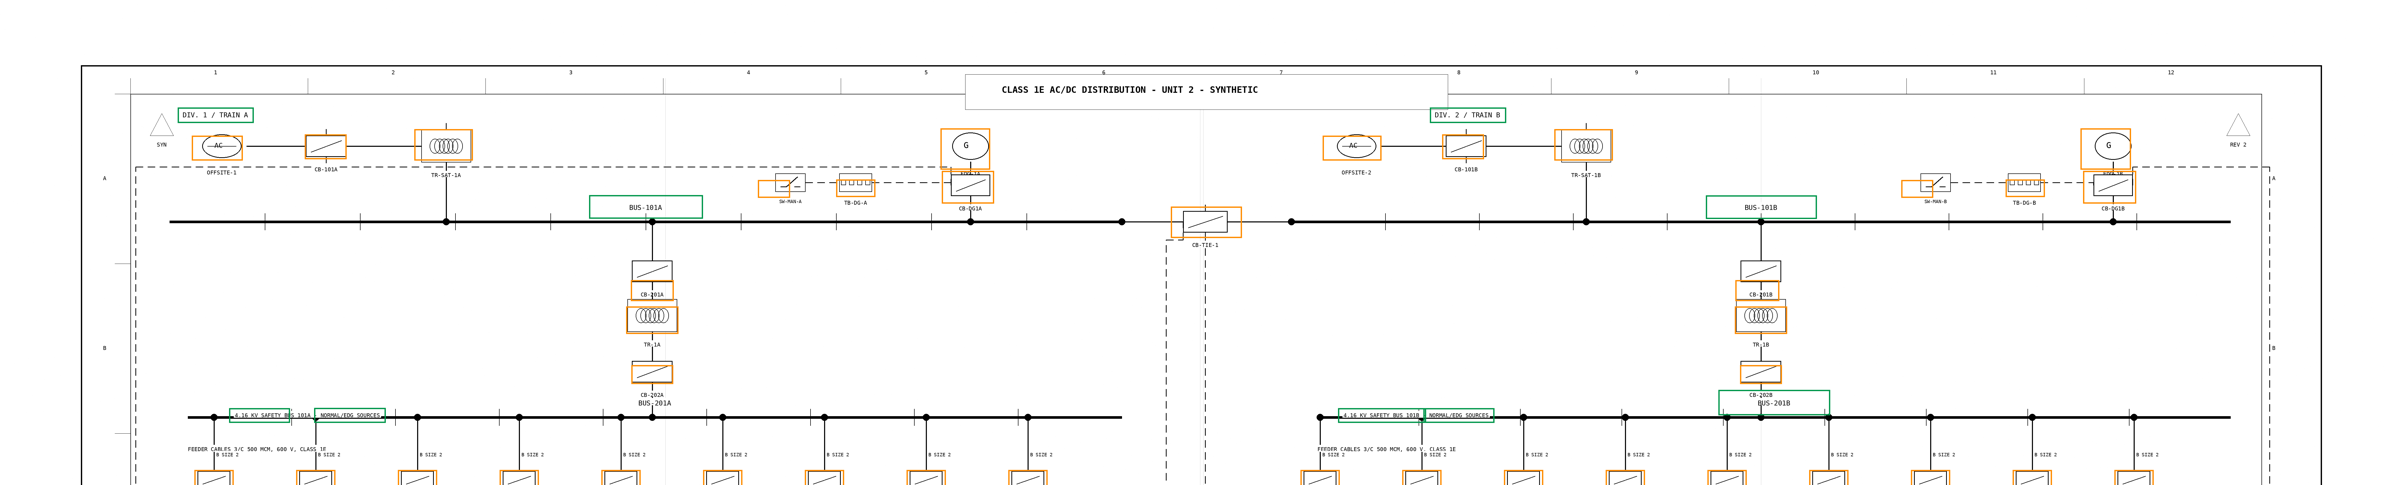 1 2 3 4 5 6 7 8 9 10 11 12
CLASS 1E AC/DC DISTRIBUTION - UNIT 2 - SYNTHETIC
DIV. 1 / TRAIN A
DIV. 2 / TRAIN B
SYN
AC
OFFSITE-1
CB-101A
TR-SAT-1A
G
AC
OFFSITE-2
CB-101B
TR-SAT-1B
G
REV 2
A
A
SW-MAN-A
TB-DG-A
CB-DG1A
SW-MAN-B
TB-DG-B
CB-DG1B
BUS-101A
BUS-101B
CB-TIE-1
CB-201A
CB-201B
TR-1A
TR-1B
B
B
CB-202A
BUS-201A
CB-202B
BUS-201B
4.16 KV SAFETY BUS 101A
NORMAL/EDG SOURCES
4.16 KV SAFETY BUS 101B
NORMAL/EDG SOURCES
FEEDER CABLES 3/C 500 MCM, 600 V, CLASS 1E
FEEDER CABLES 3/C 500 MCM, 600 V, CLASS 1E
B SIZE 2 B SIZE 2 B SIZE 2 B SIZE 2 B SIZE 2 B SIZE 2 B SIZE 2 B SIZE 2 B SIZE 2
B SIZE 2 B SIZE 2 B SIZE 2 B SIZE 2 B SIZE 2 B SIZE 2 B SIZE 2 B SIZE 2 B SIZE 2